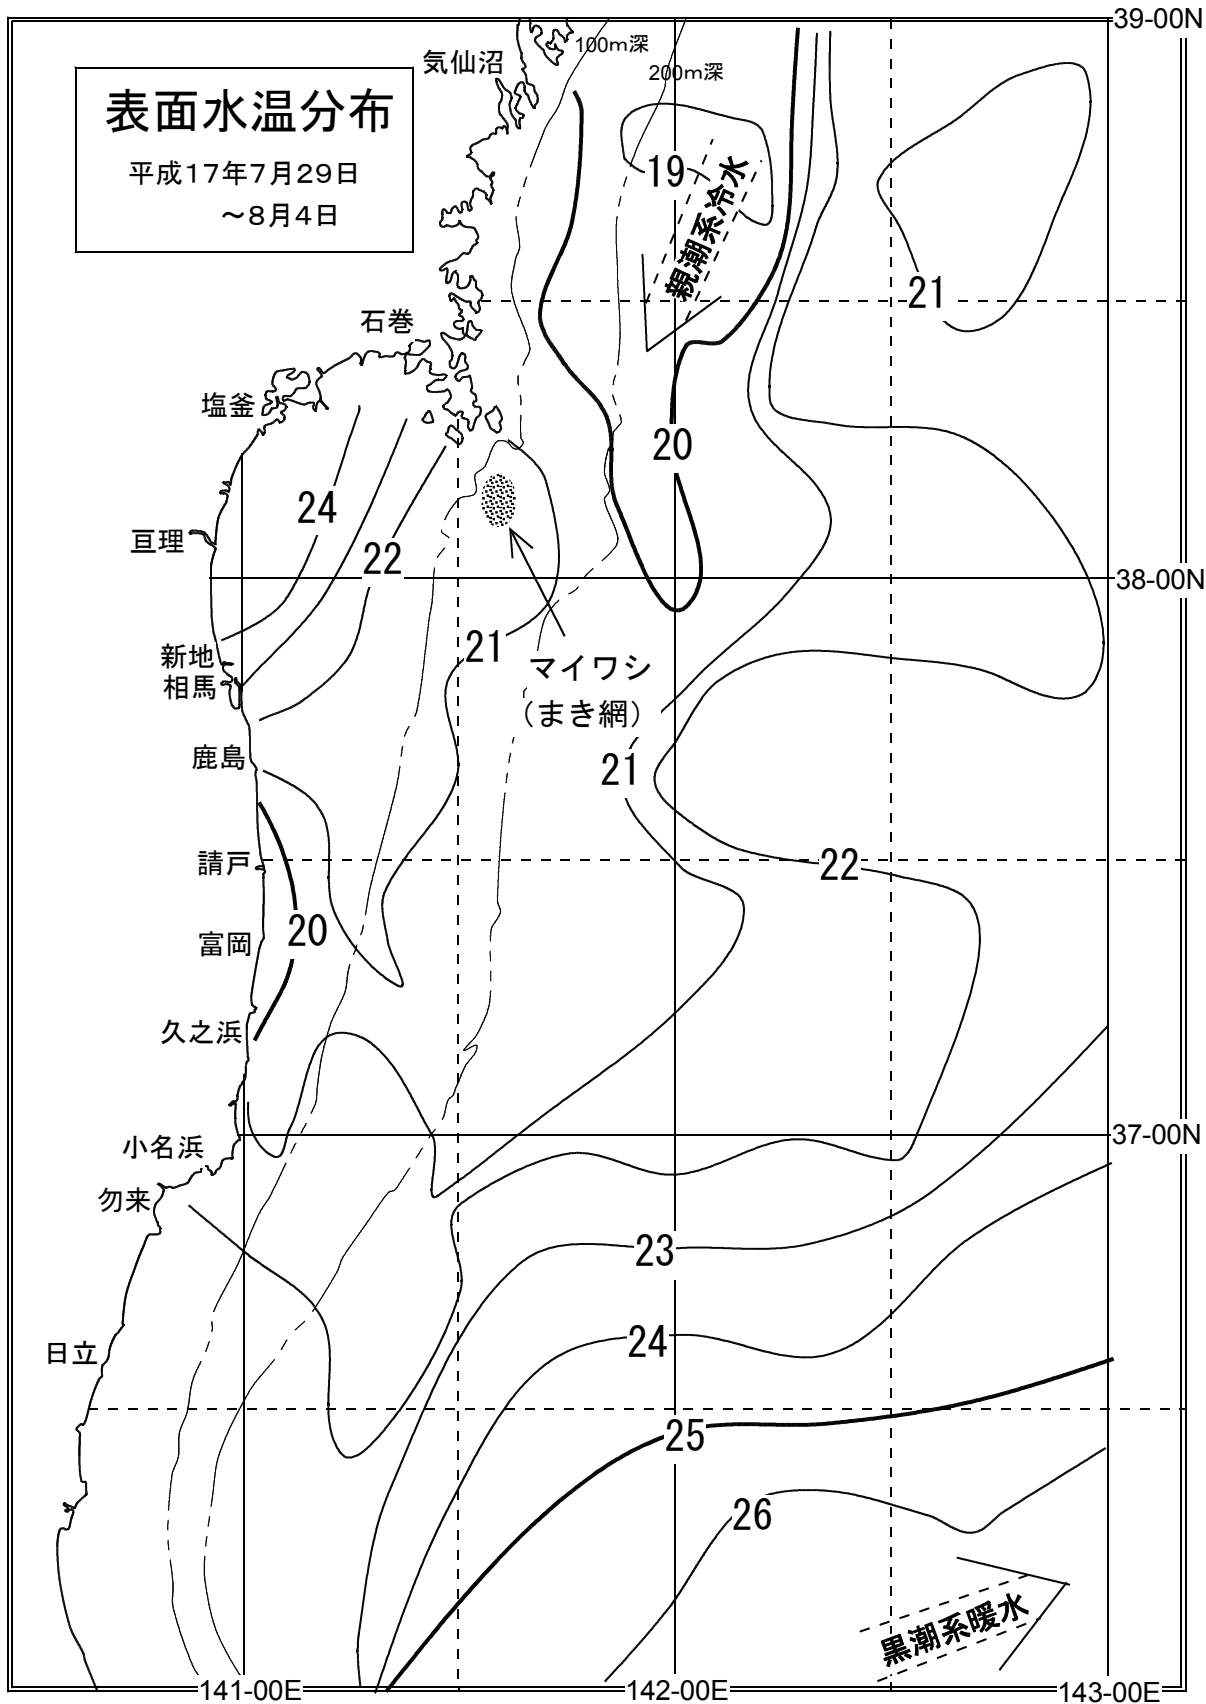 39-00N
100m深
気仙沼
200m深
表面水温分布
平成17年7月29日
～8月4日
19
親潮系冷水
21
石巻
塩釜
20
24
亘理
22
38-00N
21
新地
マイワシ
相馬
（まき網）
鹿島
21
請戸
22
20
富岡
久之浜
37-00N
小名浜
勿来
23
24
日立
25
26
黒潮系暖水
141-00E
142-00E
143-00E